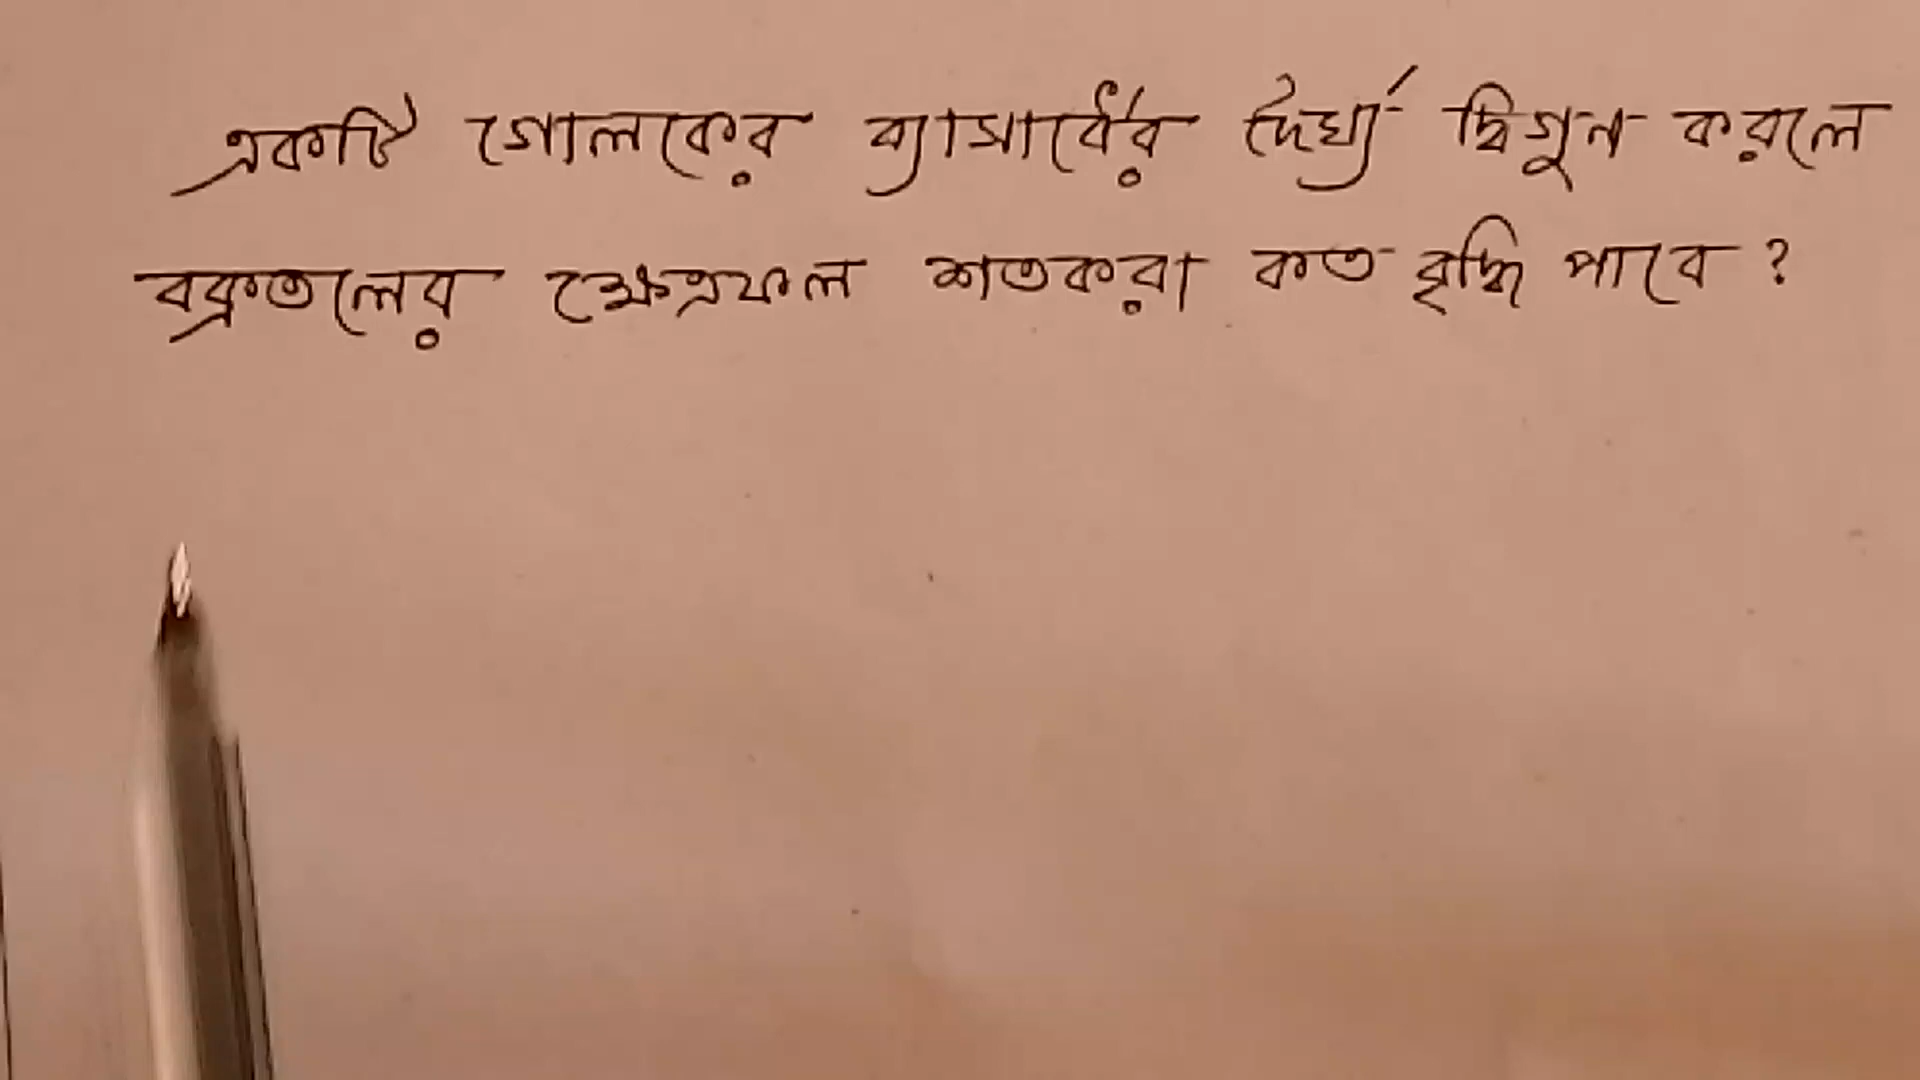 একটি গোলকের ব্যাসার্ধের দৈর্ঘ্য দ্বিগুন করলে
বক্রতলের ক্ষেত্রফল শতকরা কত বৃদ্ধি পাবে ?